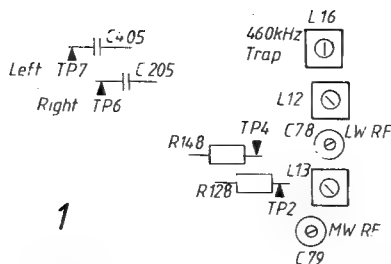 L16
460kHz
Trap
C405
Left TP7
C205
Right TP6
L12
C78 LW RF
TP4
R148
L13
R128
TP2
1
MW RF
C79